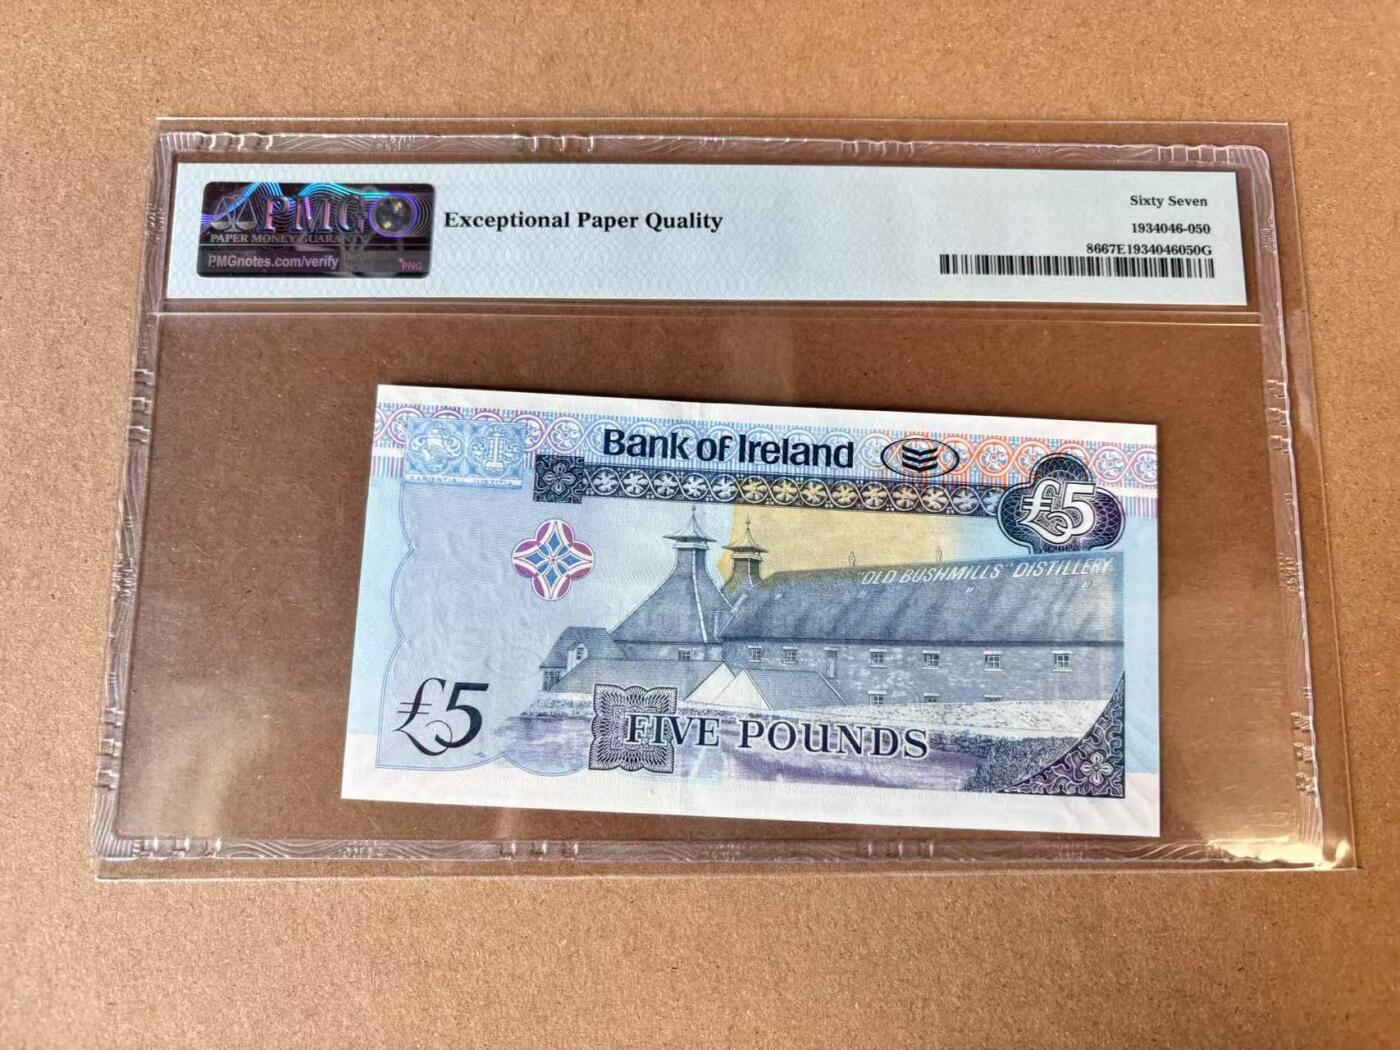 PMG
PAPER MONEY GUARANTY
PMGnotes.com/verify
PNG
Exceptional Paper Quality
Sixty Seven
1934046-050
8667E1934046050G
Bank of Ireland
£5
"OLD BUSHMILLS" DISTILLERY
£5
FIVE POUNDS